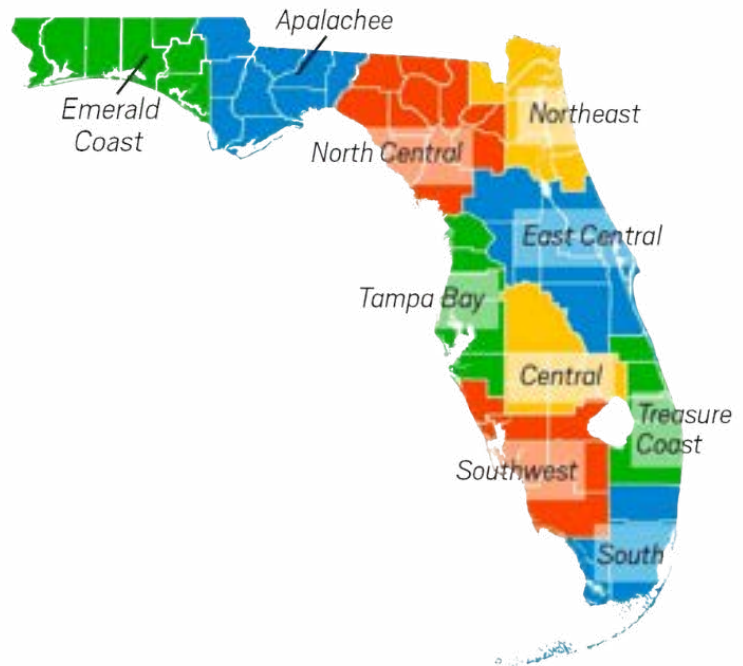 Apalachee
Emerald
Coast
Northeast
North Central
East Central
Tampa Bay
Central
Treasure
Coast
Southwest
South